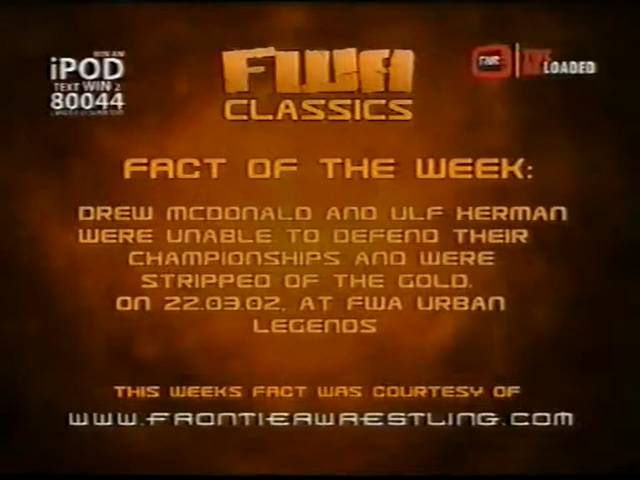 WIN AN
iPOD
TEXT WIN 2
80044
FWA
CLASSICS
LOADED
FACT OF THE WEEK:
DREW MCDONALD AND ULF HERMAN
WERE UNABLE TO DEFEND THEIR
CHAMPIONSHIPS AND WERE
STRIPPED OF THE GOLD.
ON 22.03.02, AT FWA URBAN
LEGENDS
THIS WEEKS FACT WAS COURTESY OF
WWW.FRONTIERWRESTLING.COM